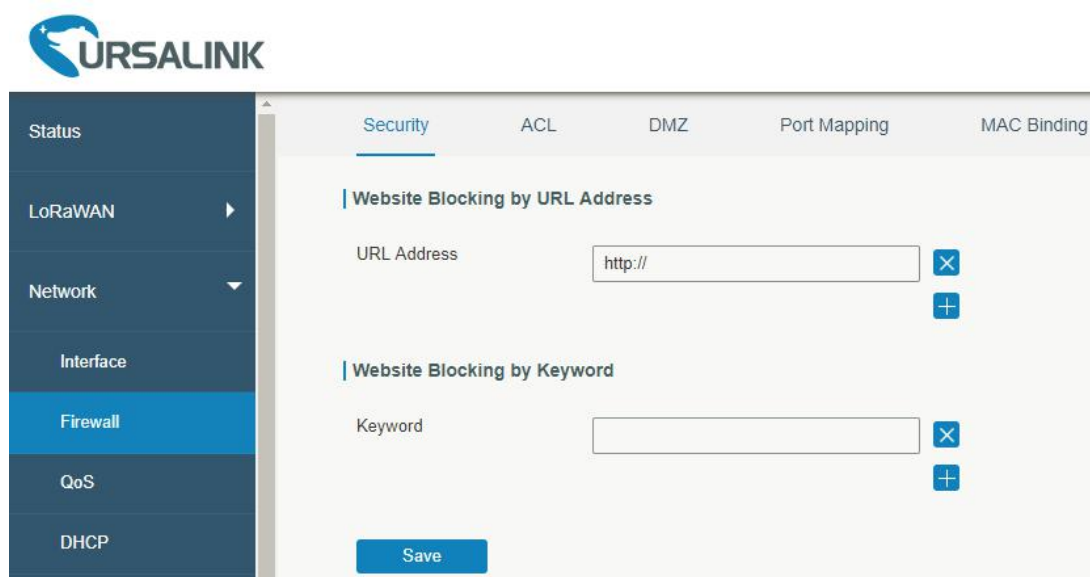 URSALINK
Status
LoRaWAN
Network
Interface
Firewall
QoS
DHCP
Security ACL DMZ Port Mapping MAC Binding
Website Blocking by URL Address
URL Address http://
Website Blocking by Keyword
Keyword
Save